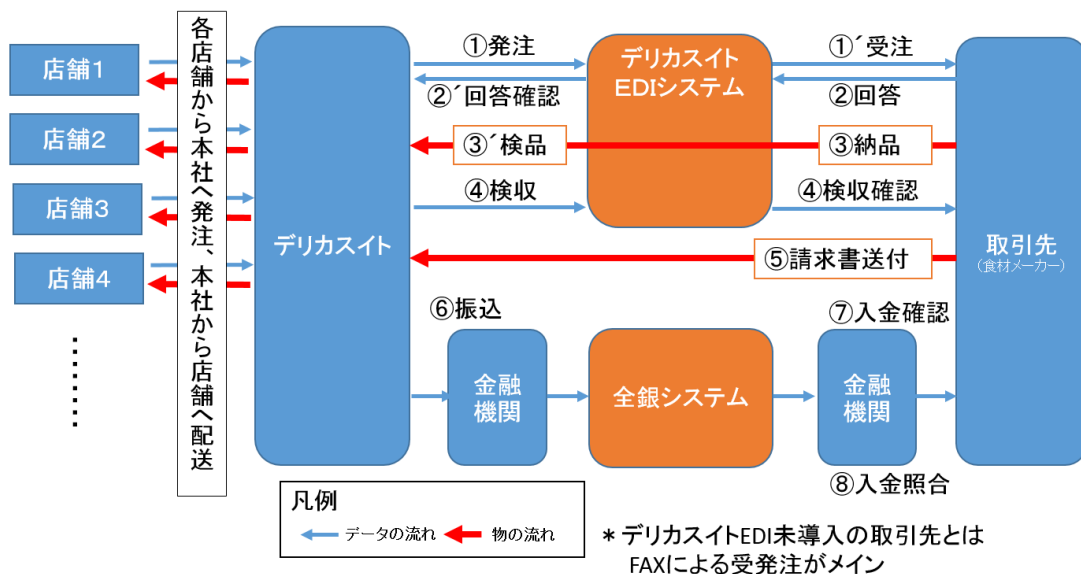 店舗1
店舗2
店舗3
店舗4
各店舗から本社へ発注、本社から店舗へ配送
デリカスイト
①発注
②´回答確認
③´検品
④検収
デリカスイト
EDIシステム
①´受注
②回答
③納品
④検収確認
⑤請求書送付
取引先
(食材メーカー)
⑥振込
金融
機関
全銀システム
⑦入金確認
金融
機関
⑧入金照合
凡例
データの流れ
物の流れ
＊デリカスイトEDI未導入の取引先とは
FAXによる受発注がメイン